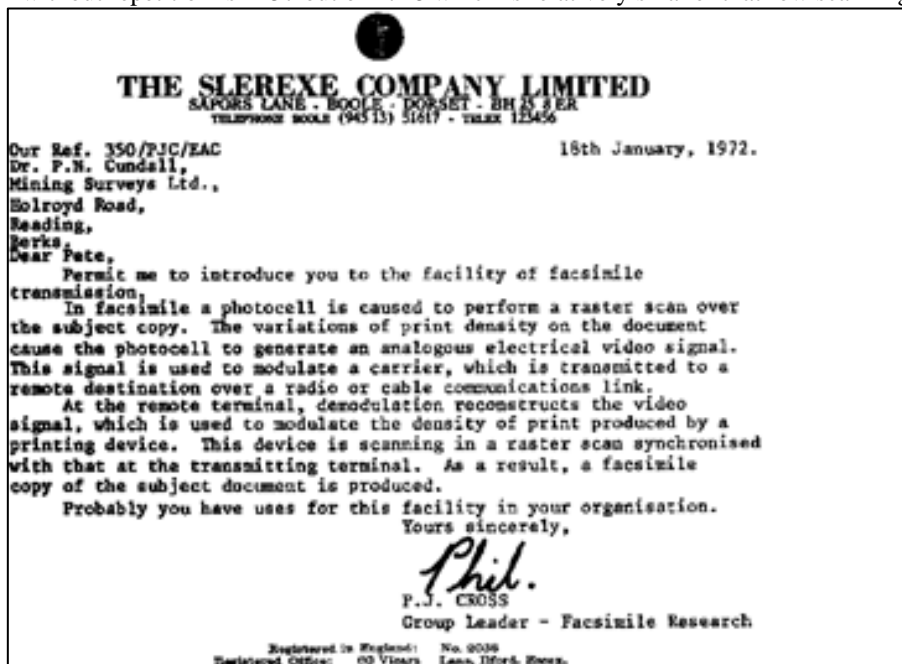 THE SLEREXE COMPANY LIMITED
SAPORS LANE - BOOLE - DORSET - BH 25 8 ER
TELEPHONE BOOLE (945 13) 51617 - TELEX 123456
Our Ref. 350/PJC/EAC 18th January, 1972.
Dr. P.N. Cundall,
Mining Surveys Ltd.,
Holroyd Road,
Reading,
Berks.
Dear Pete,
Permit me to introduce you to the facility of facsimile
transmission.
In facsimile a photocell is caused to perform a raster scan over
the subject copy. The variations of print density on the document
cause the photocell to generate an analogous electrical video signal.
This signal is used to modulate a carrier, which is transmitted to a
remote destination over a radio or cable communications link.
At the remote terminal, demodulation reconstructs the video
signal, which is used to modulate the density of print produced by a
printing device. This device is scanning in a raster scan synchronised
with that at the transmitting terminal. As a result, a facsimile
copy of the subject document is produced.
Probably you have uses for this facility in your organisation.
Yours sincerely,
Phil.
P.J. CROSS
Group Leader - Facsimile Research
Registered in England: No. 2038
Registered Office: 60 Vicars Lane, Ilford, Essex.